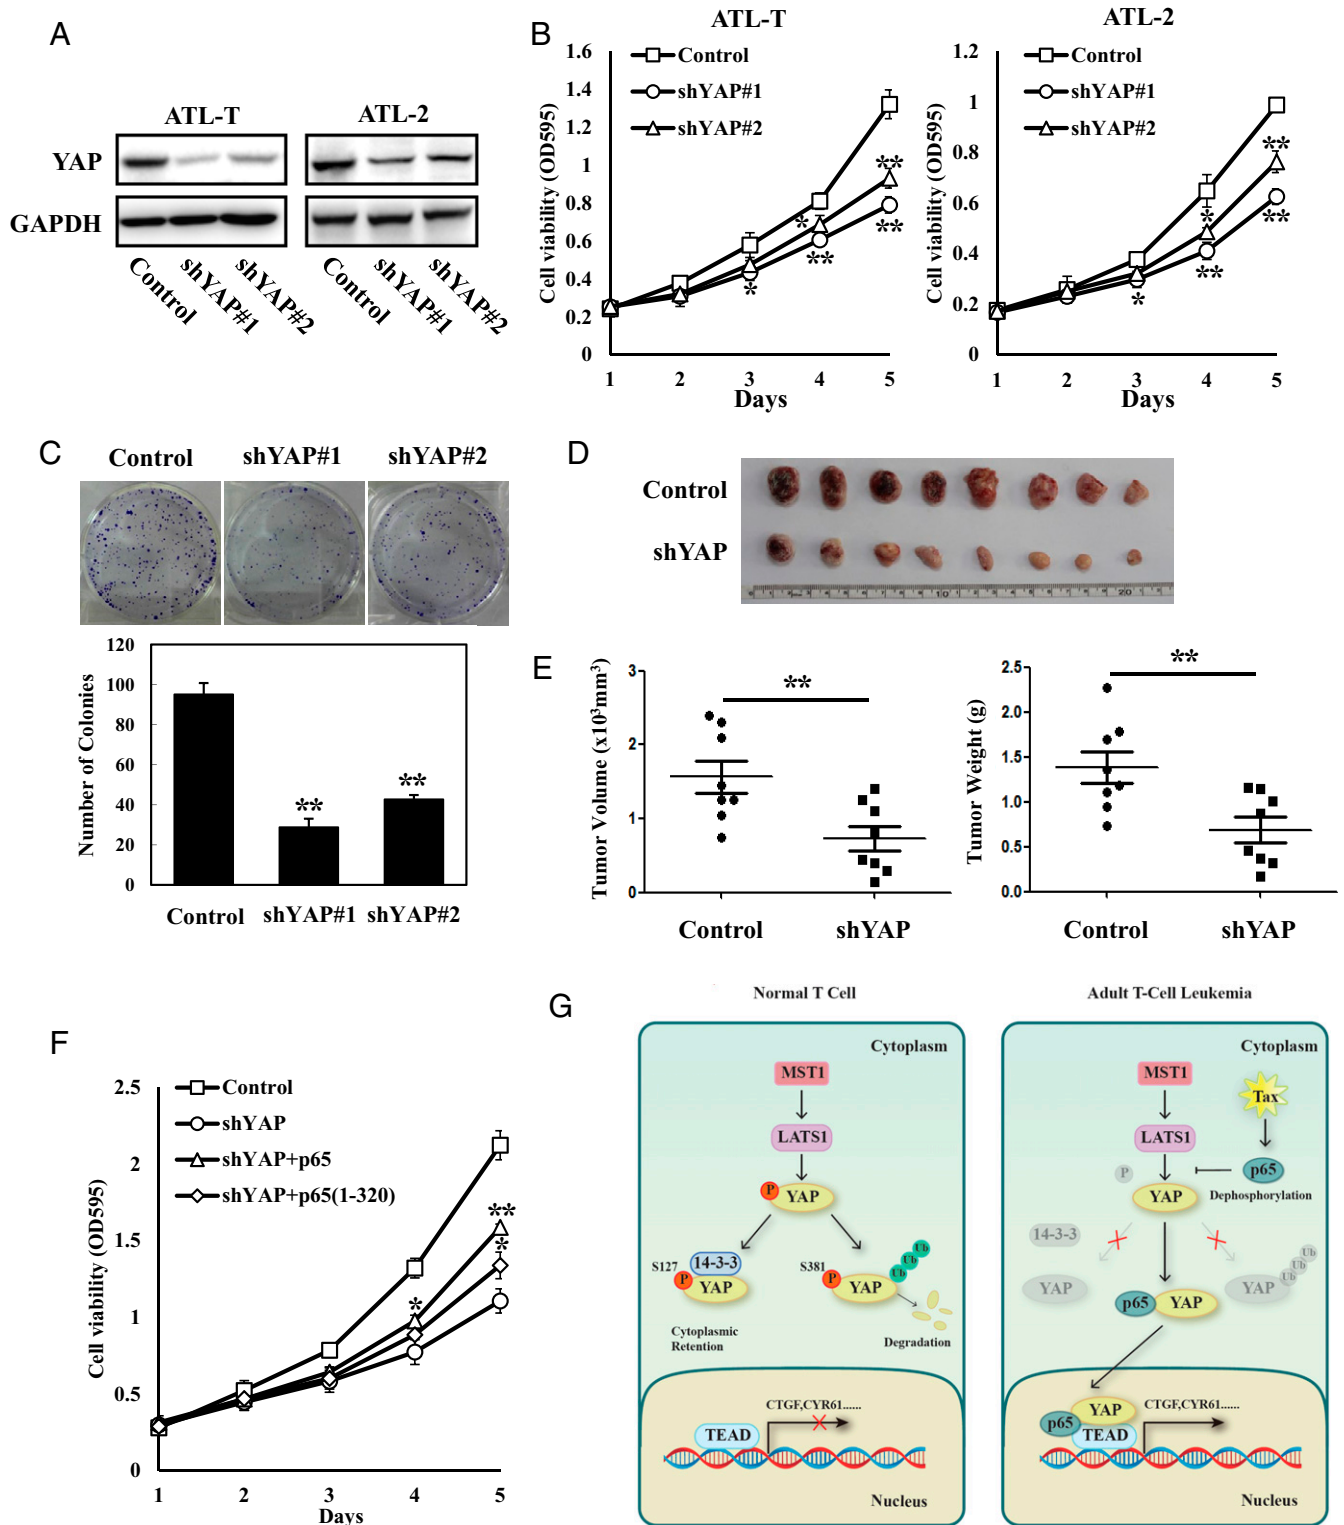 A
ATL-T
ATL-2
YAP
GAPDH
Control
shYAP#1
shYAP#2
Control
shYAP#1
shYAP#2
B
ATL-T
Control
shYAP#1
shYAP#2
Cell viability (OD595)
1.6
1.4
1.2
1
0.8
0.6
0.4
0.2
0
**
*
**
**
*
1 2 3 4 5
Days
ATL-2
Control
shYAP#1
shYAP#2
Cell viability (OD595)
1.2
1
0.8
0.6
0.4
0.2
0
**
*
**
**
*
1 2 3 4 5
Days
C
Control shYAP#1 shYAP#2
Number of Colonies
120
100
80
60
40
20
0
**
**
Control shYAP#1 shYAP#2
D
Control
shYAP
E
Tumor Volume (x10³mm³)
3
2
1
0
**
Control shYAP
Tumor Weight (g)
2.5
2.0
1.5
1.0
0.5
0.0
**
Control shYAP
F
Control
shYAP
shYAP+p65
shYAP+p65(1-320)
Cell viability (OD595)
2.5
2
1.5
1
0.5
0
**
*
*
1 2 3 4 5
Days
G
Normal T Cell
Cytoplasm
MST1
LATS1
P
YAP
S127
14-3-3
P
YAP
Cytoplasmic
Retention
S381
P
YAP
Ub
Ub
Ub
Degradation
CTGF,CYR61......
TEAD
Nucleus
Adult T-Cell Leukemia
Cytoplasm
MST1
Tax
LATS1
P
p65
YAP
Dephosphorylation
14-3-3
YAP
YAP
Ub
Ub
Ub
p65
YAP
YAP
p65
TEAD
CTGF,CYR61......
Nucleus